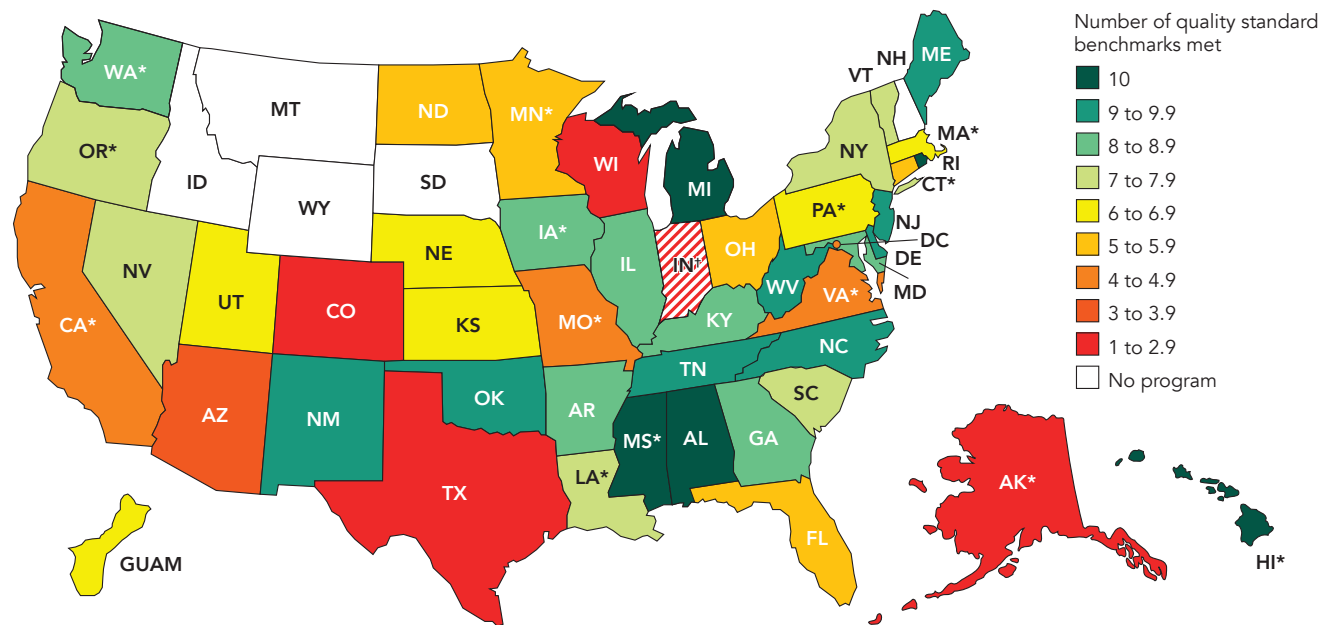 Number of quality standard
benchmarks met
10
9 to 9.9
8 to 8.9
7 to 7.9
6 to 6.9
5 to 5.9
4 to 4.9
3 to 3.9
1 to 2.9
No program
WA*
MT
ND
MN*
VT
NH
ME
OR*
ID
WY
SD
WI
MI
NY
MA*
RI
CT*
NV
UT
CO
NE
KS
IA*
IL
IN†
OH
PA*
NJ
DC
DE
MD
WV
VA*
CA*
MO*
KY
AZ
NM
OK
AR
TN
NC
SC
TX
LA*
MS*
AL
GA
FL
GUAM
AK*
HI*